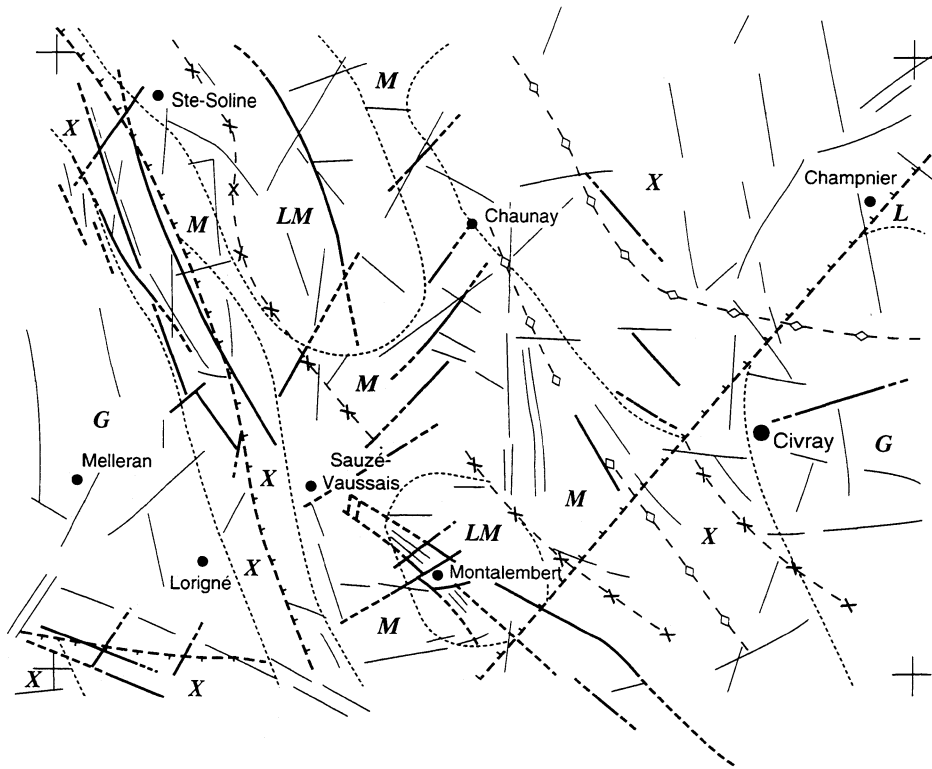 M
Ste-Soline
X
X
Champnier
M
LM
Chaunay
L
M
G
Civray
G
Melleran
X
Sauzé-
Vaussais
M
LM
X
Lorigné
X
Montalembert
M
X
X